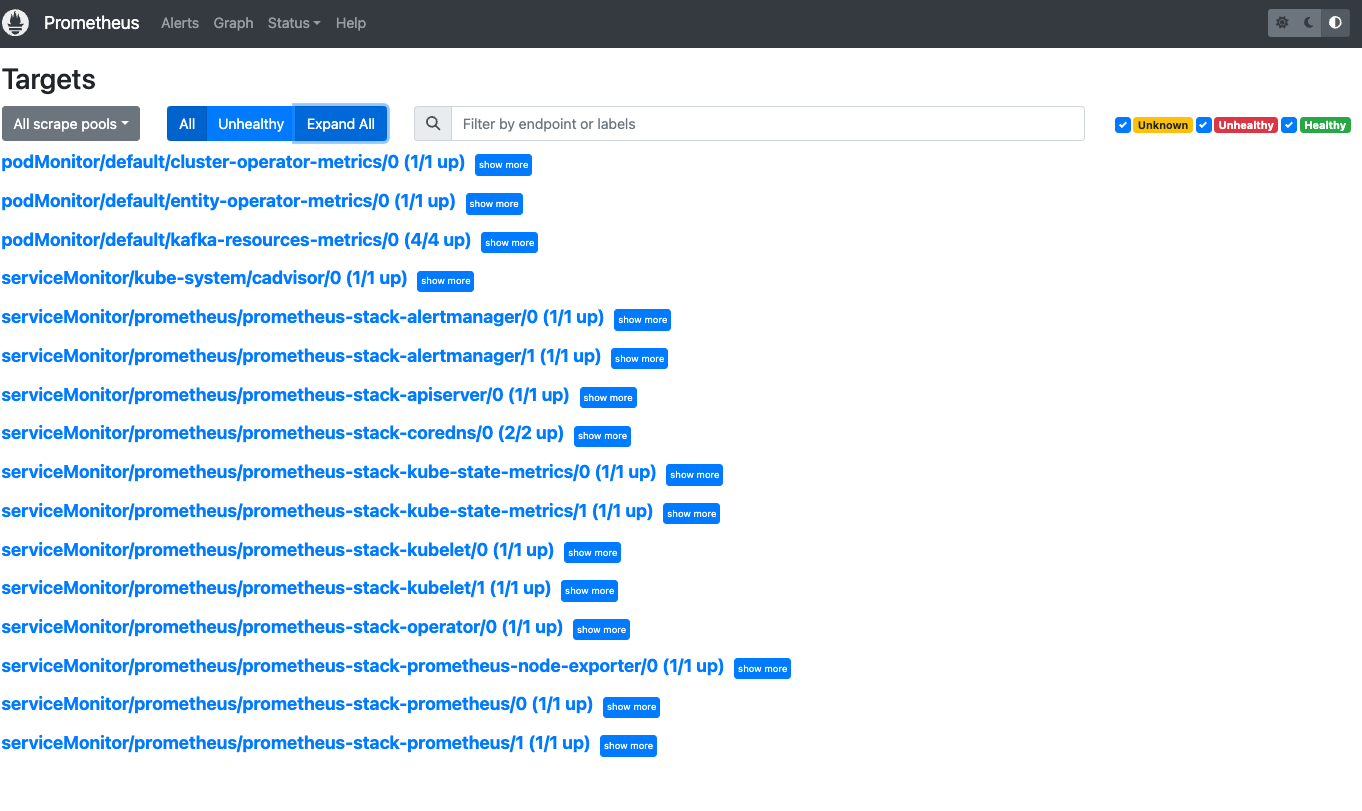 Prometheus Alerts Graph Status Help
Targets
All scrape pools All Unhealthy Expand All Filter by endpoint or labels Unknown Unhealthy Healthy
podMonitor/default/cluster-operator-metrics/0 (1/1 up) show more
podMonitor/default/entity-operator-metrics/0 (1/1 up) show more
podMonitor/default/kafka-resources-metrics/0 (4/4 up) show more
serviceMonitor/kube-system/cadvisor/0 (1/1 up) show more
serviceMonitor/prometheus/prometheus-stack-alertmanager/0 (1/1 up) show more
serviceMonitor/prometheus/prometheus-stack-alertmanager/1 (1/1 up) show more
serviceMonitor/prometheus/prometheus-stack-apiserver/0 (1/1 up) show more
serviceMonitor/prometheus/prometheus-stack-coredns/0 (2/2 up) show more
serviceMonitor/prometheus/prometheus-stack-kube-state-metrics/0 (1/1 up) show more
serviceMonitor/prometheus/prometheus-stack-kube-state-metrics/1 (1/1 up) show more
serviceMonitor/prometheus/prometheus-stack-kubelet/0 (1/1 up) show more
serviceMonitor/prometheus/prometheus-stack-kubelet/1 (1/1 up) show more
serviceMonitor/prometheus/prometheus-stack-operator/0 (1/1 up) show more
serviceMonitor/prometheus/prometheus-stack-prometheus-node-exporter/0 (1/1 up) show more
serviceMonitor/prometheus/prometheus-stack-prometheus/0 (1/1 up) show more
serviceMonitor/prometheus/prometheus-stack-prometheus/1 (1/1 up) show more